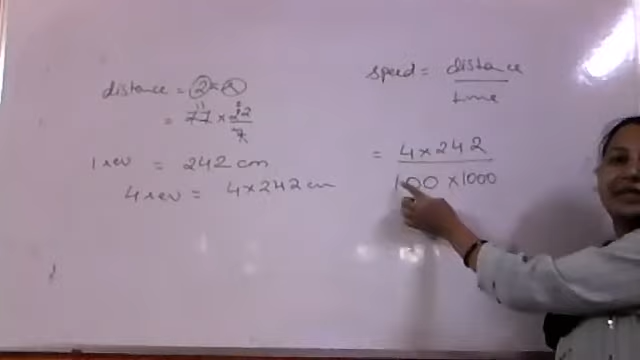 distance = 2πr
= 77 × 22/7
1 rev = 242 cm
4 rev = 4×242 cm
speed = distance / time
= 4×242 / 100 ×1000